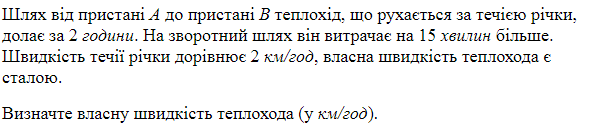 Шлях від пристані A до пристані B теплохід, що рухається за течією річки,
долає за 2 години. На зворотний шлях він витрачає на 15 хвилин більше.
Швидкість течії річки дорівнює 2 км/год, власна швидкість теплохода є
сталою.
Визначте власну швидкість теплохода (у км/год).